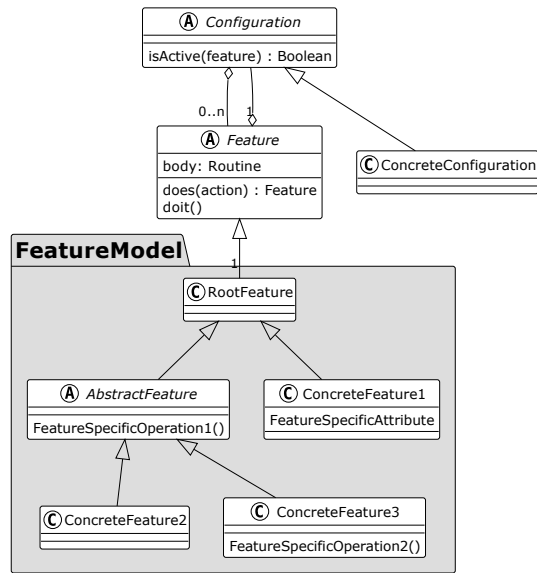 A Configuration
isActive(feature) : Boolean
0..n
1
A Feature
body: Routine
does(action) : Feature
doit()
C ConcreteConfiguration
FeatureModel
1
C RootFeature
A AbstractFeature
FeatureSpecificOperation1()
C ConcreteFeature1
FeatureSpecificAttribute
C ConcreteFeature2
C ConcreteFeature3
FeatureSpecificOperation2()